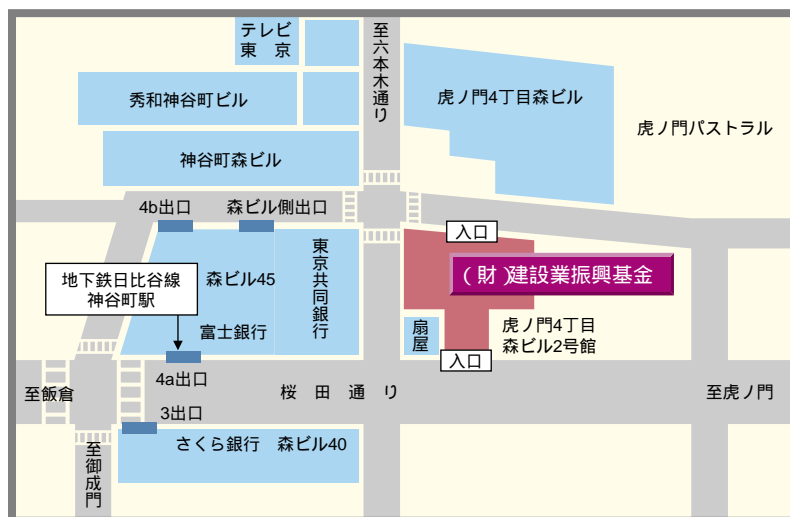 テレビ
東　京
至六本木通り
秀和神谷町ビル
虎ノ門4丁目森ビル
虎ノ門パストラル
神谷町森ビル
4b出口
森ビル側出口
入口
地下鉄日比谷線
神谷町駅
森ビル45
東京共同銀行
(財)建設業振興基金
富士銀行
扇屋
虎ノ門4丁目
森ビル2号館
入口
4a出口
至飯倉
桜田通り
至虎ノ門
3出口
さくら銀行　森ビル40
至御成門